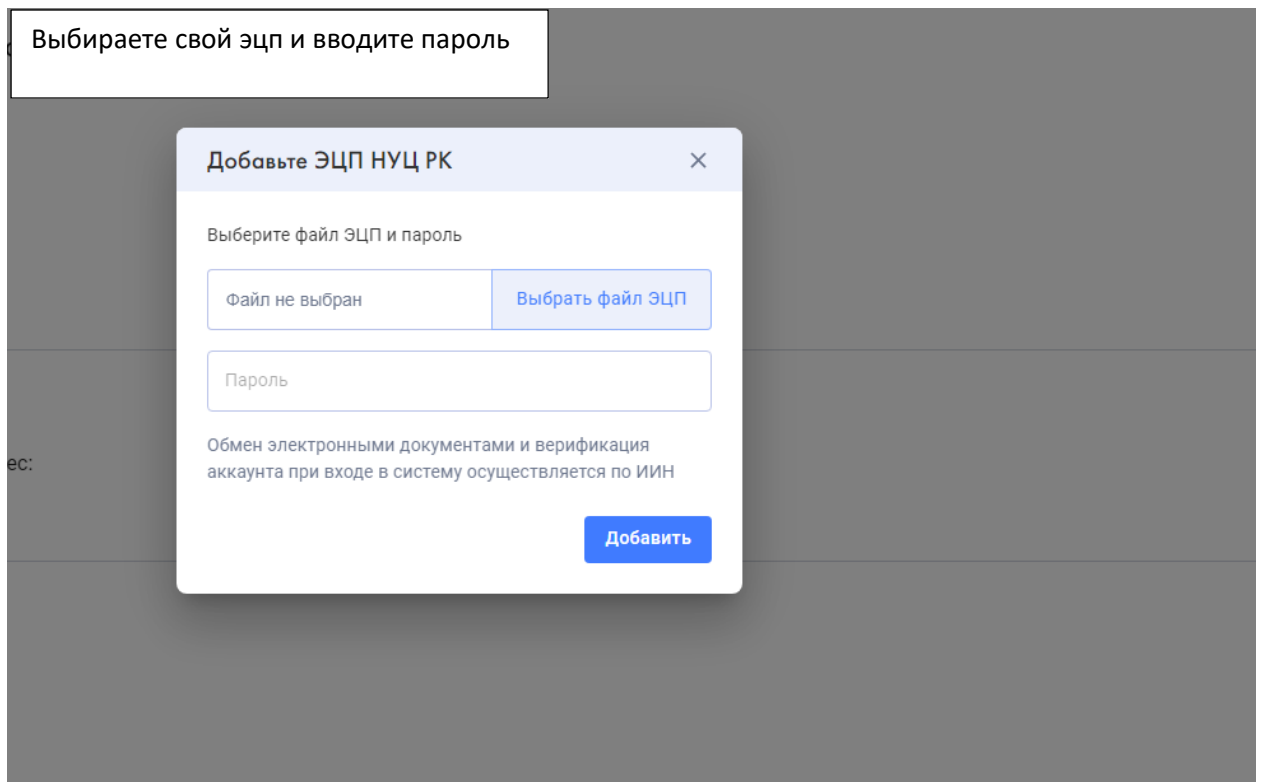 Выбираете свой эцп и вводите пароль
Добавьте ЭЦП НУЦ РК
Выберите файл ЭЦП и пароль
Файл не выбран
Выбрать файл ЭЦП
Пароль
Обмен электронными документами и верификация
аккаунта при входе в систему осуществляется по ИИН
ес:
Добавить